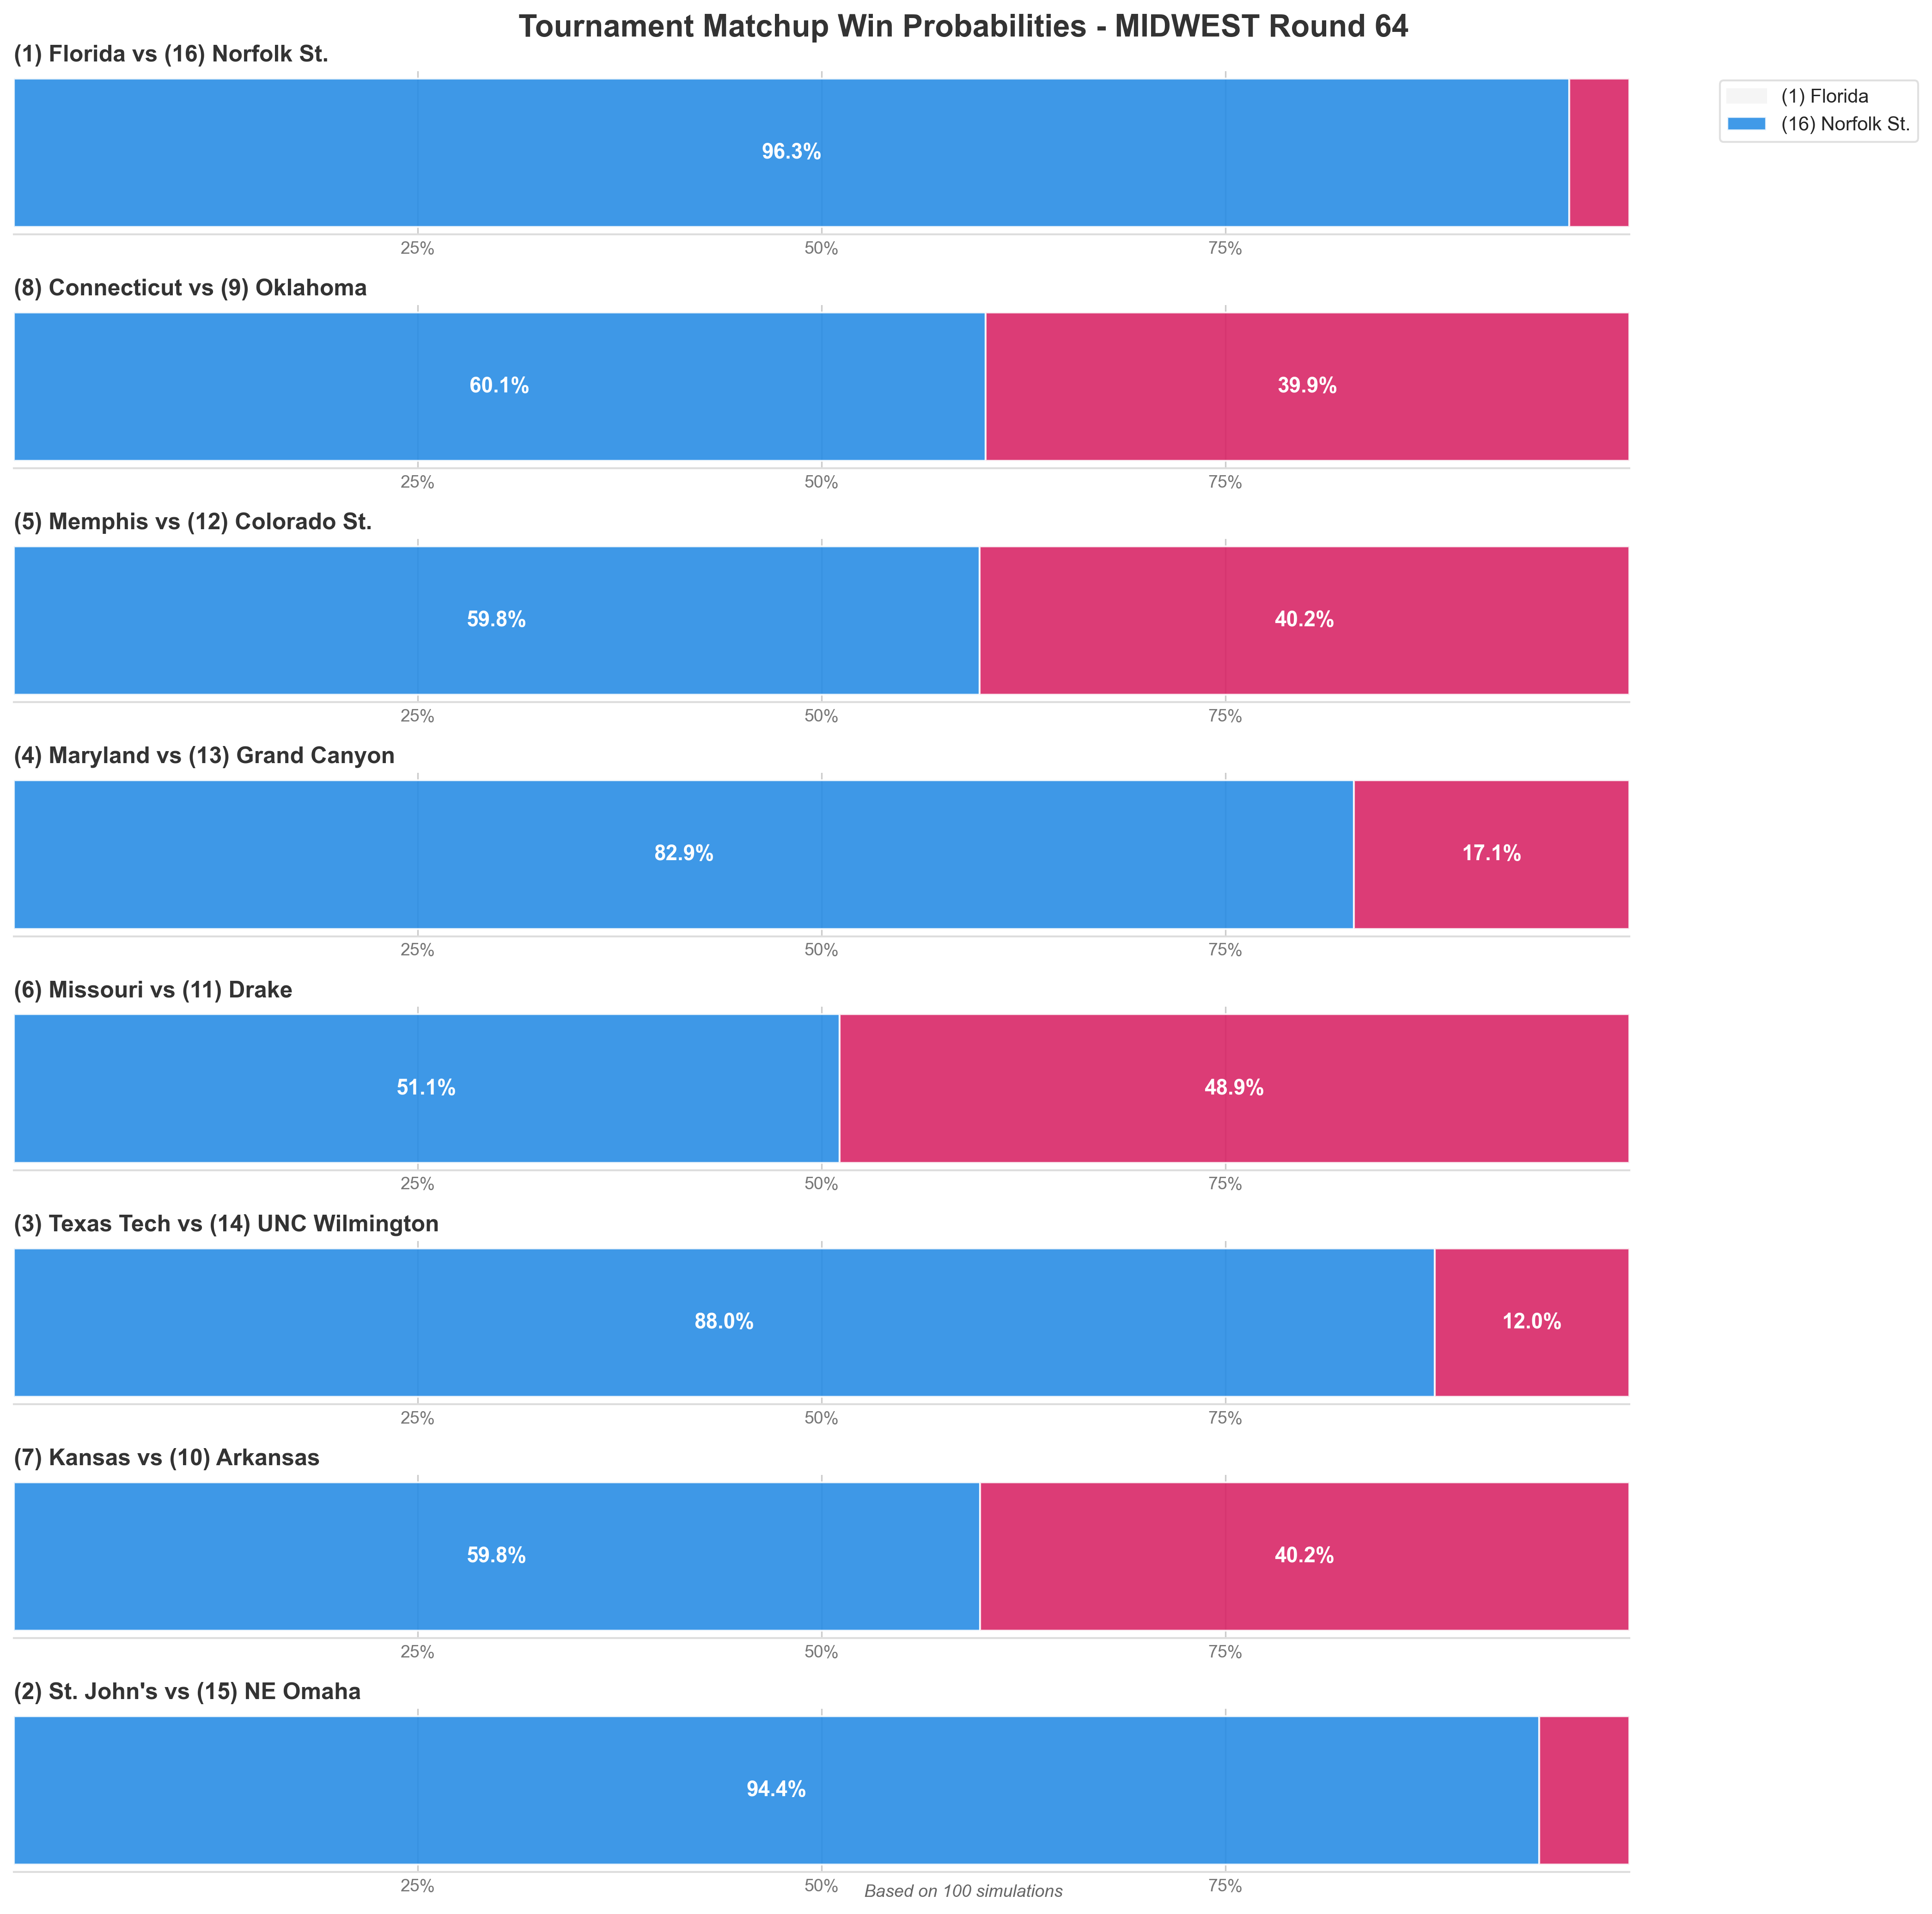 Tournament Matchup Win Probabilities - MIDWEST Round 64
(1) Florida vs (16) Norfolk St.
(1) Florida
(16) Norfolk St.
96.3%
25% 50% 75%
(8) Connecticut vs (9) Oklahoma
60.1% 39.9%
25% 50% 75%
(5) Memphis vs (12) Colorado St.
59.8% 40.2%
25% 50% 75%
(4) Maryland vs (13) Grand Canyon
82.9% 17.1%
25% 50% 75%
(6) Missouri vs (11) Drake
51.1% 48.9%
25% 50% 75%
(3) Texas Tech vs (14) UNC Wilmington
88.0% 12.0%
25% 50% 75%
(7) Kansas vs (10) Arkansas
59.8% 40.2%
25% 50% 75%
(2) St. John's vs (15) NE Omaha
94.4%
25% 50% 75%
Based on 100 simulations